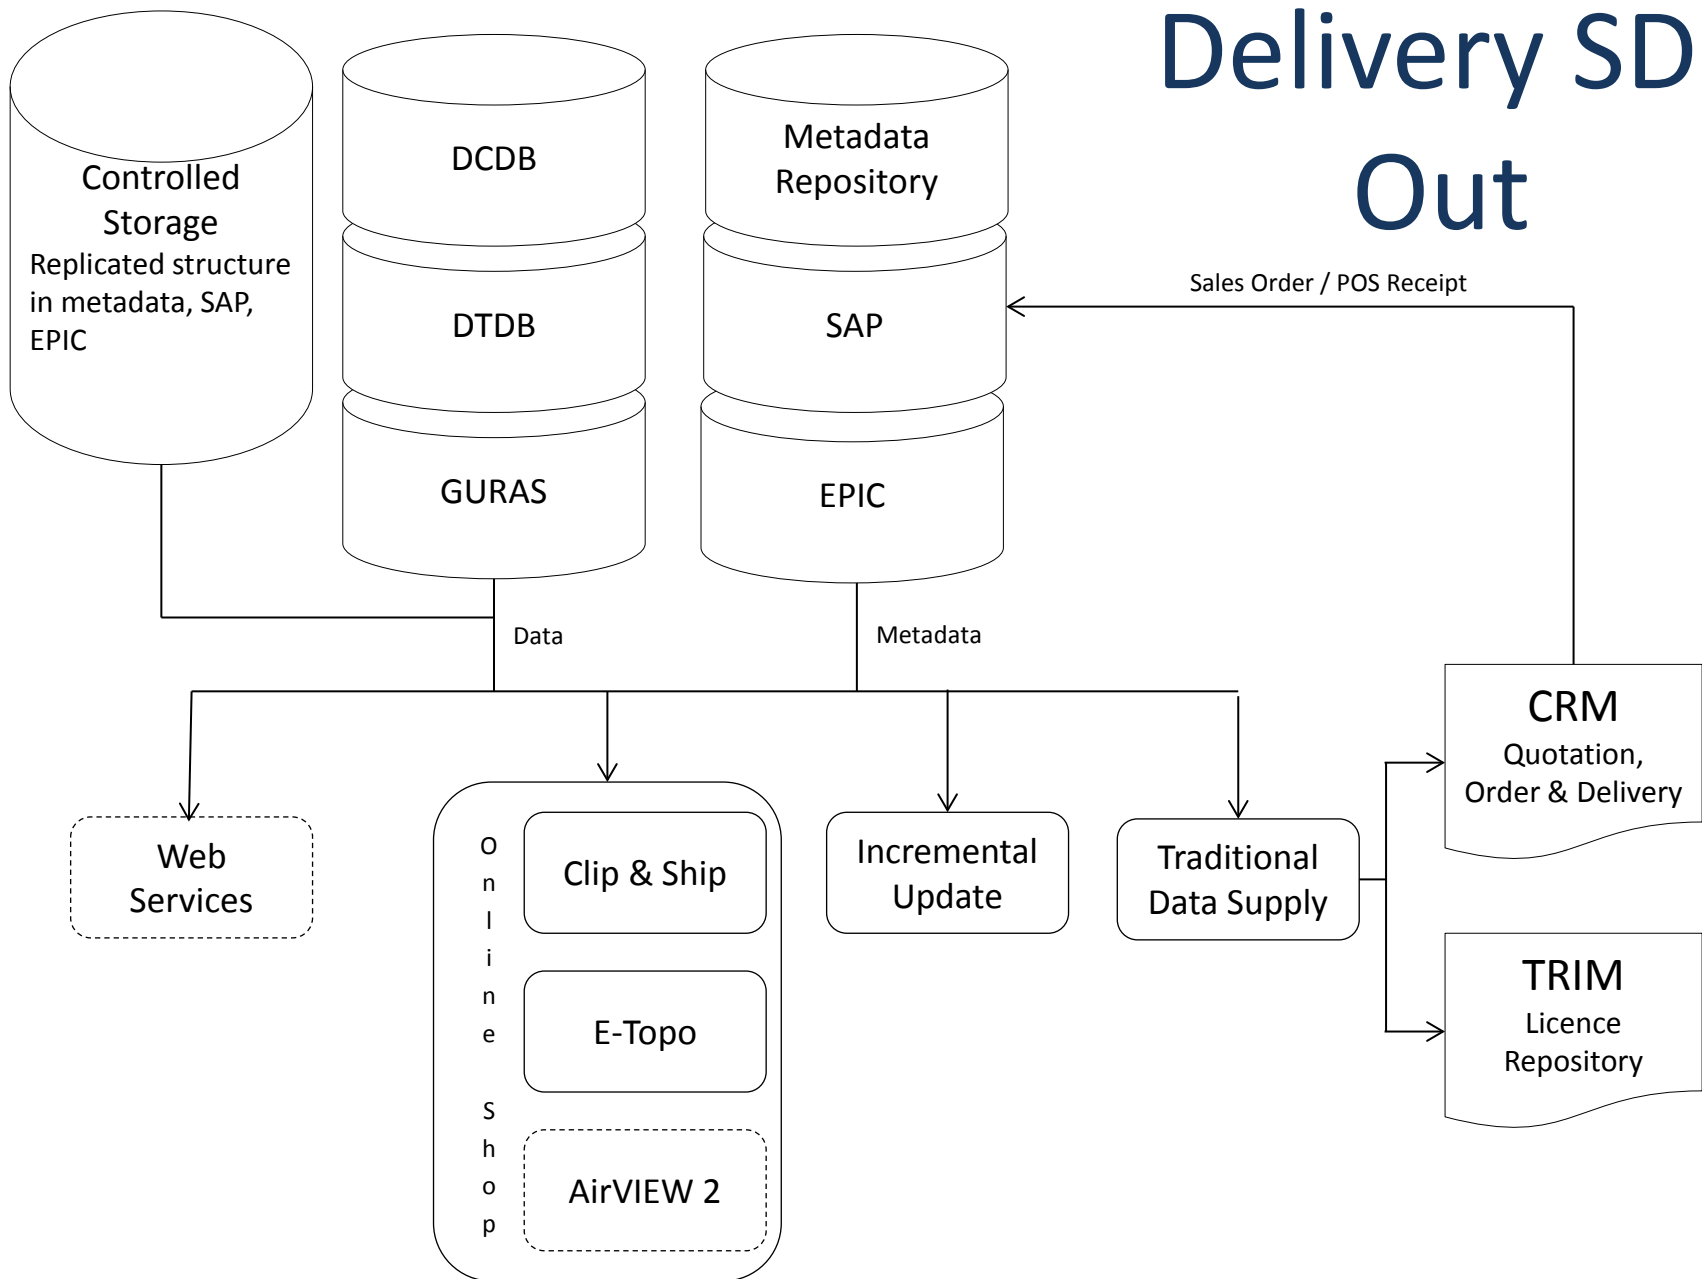 Delivery SD
Out
Controlled
Storage
Replicated structure
in metadata, SAP,
EPIC
DCDB
DTDB
GURAS
Metadata
Repository
SAP
EPIC
Sales Order / POS Receipt
Data
Metadata
Web
Services
Online Shop
Clip & Ship
E-Topo
AirVIEW 2
Incremental
Update
Traditional
Data Supply
CRM
Quotation,
Order & Delivery
TRIM
Licence
Repository